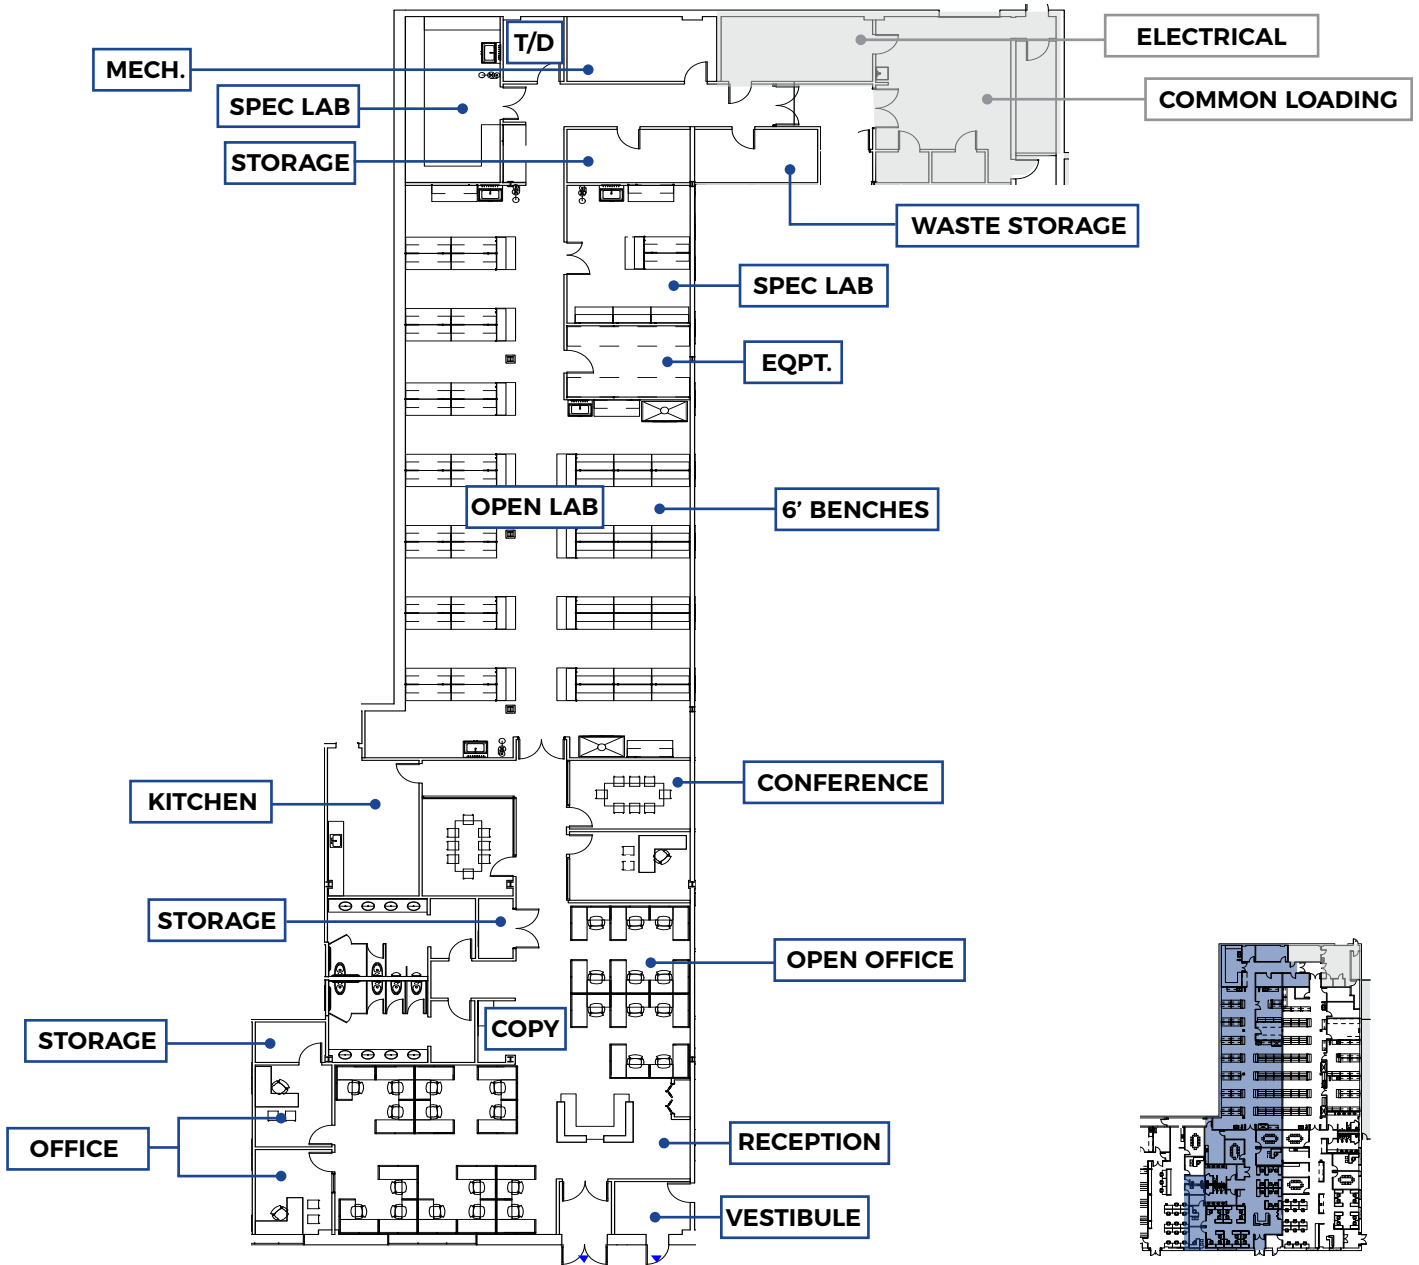 T/D
ELECTRICAL
MECH.
COMMON LOADING
SPEC LAB
STORAGE
WASTE STORAGE
SPEC LAB
EQPT.
OPEN LAB
6’ BENCHES
CONFERENCE
KITCHEN
STORAGE
OPEN OFFICE
COPY
STORAGE
OFFICE
RECEPTION
VESTIBULE